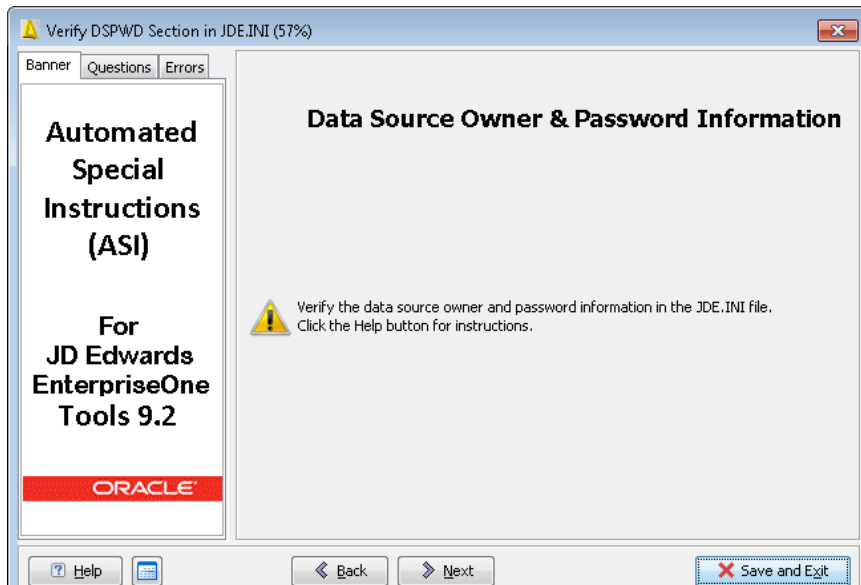 Verify DSPWD Section in JDE.INI (57%)
Banner Questions Errors
Automated
Special
Instructions
(ASI)
For
JD Edwards
EnterpriseOne
Tools 9.2
ORACLE
Data Source Owner & Password Information
Verify the data source owner and password information in the JDE.INI file.
Click the Help button for instructions.
Help Back Next Save and Exit